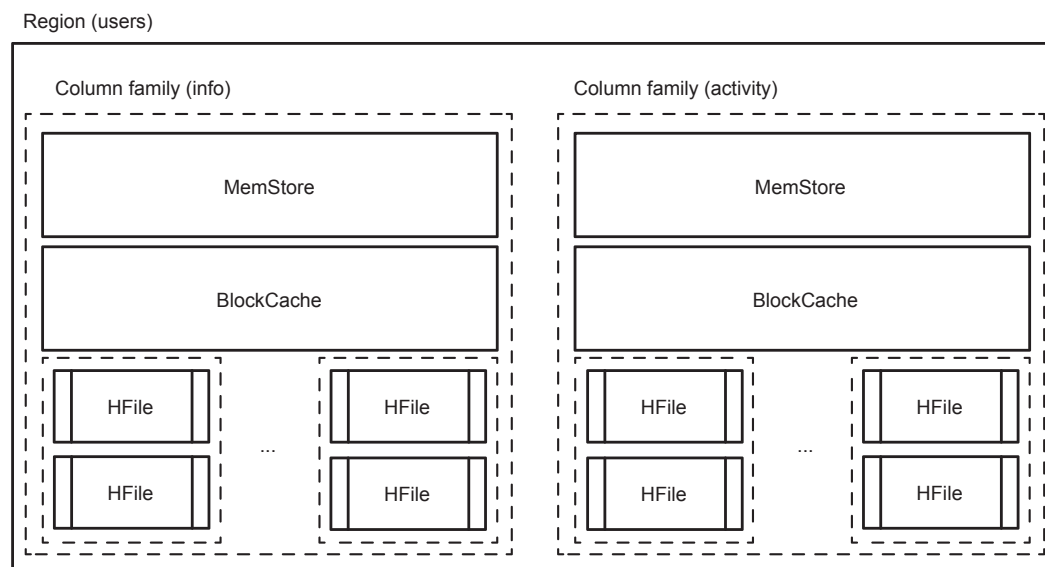 Region (users)
Column family (info)
MemStore
BlockCache
HFile
HFile
...
HFile
HFile
Column family (activity)
MemStore
BlockCache
HFile
HFile
...
HFile
HFile